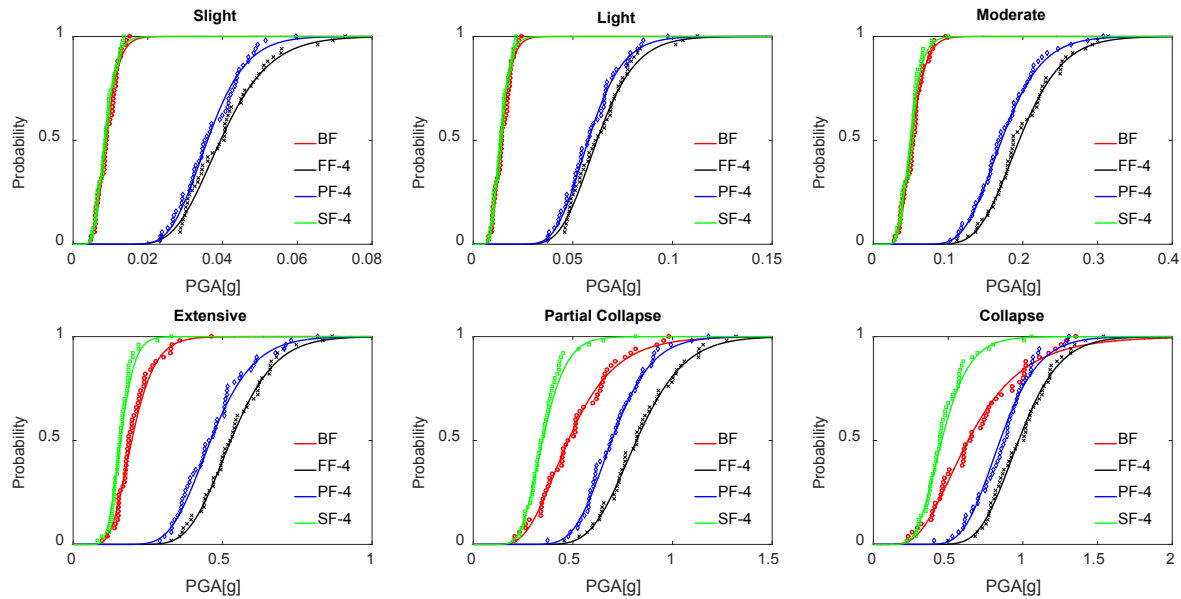 Slight
Light
Moderate
1
0.5
0
Probability
BF
FF-4
PF-4
SF-4
0
0.02
0.04
0.06
0.08
PGA[g]
1
0.5
0
Probability
BF
FF-4
PF-4
SF-4
0
0.05
0.1
0.15
PGA[g]
1
0.5
0
Probability
BF
FF-4
PF-4
SF-4
0
0.1
0.2
0.3
0.4
PGA[g]
Extensive
Partial Collapse
Collapse
1
0.5
0
Probability
BF
FF-4
PF-4
SF-4
0
0.5
1
PGA[g]
1
0.5
0
Probability
BF
FF-4
PF-4
SF-4
0
0.5
1
1.5
PGA[g]
1
0.5
0
Probability
BF
FF-4
PF-4
SF-4
0
0.5
1
1.5
2
PGA[g]